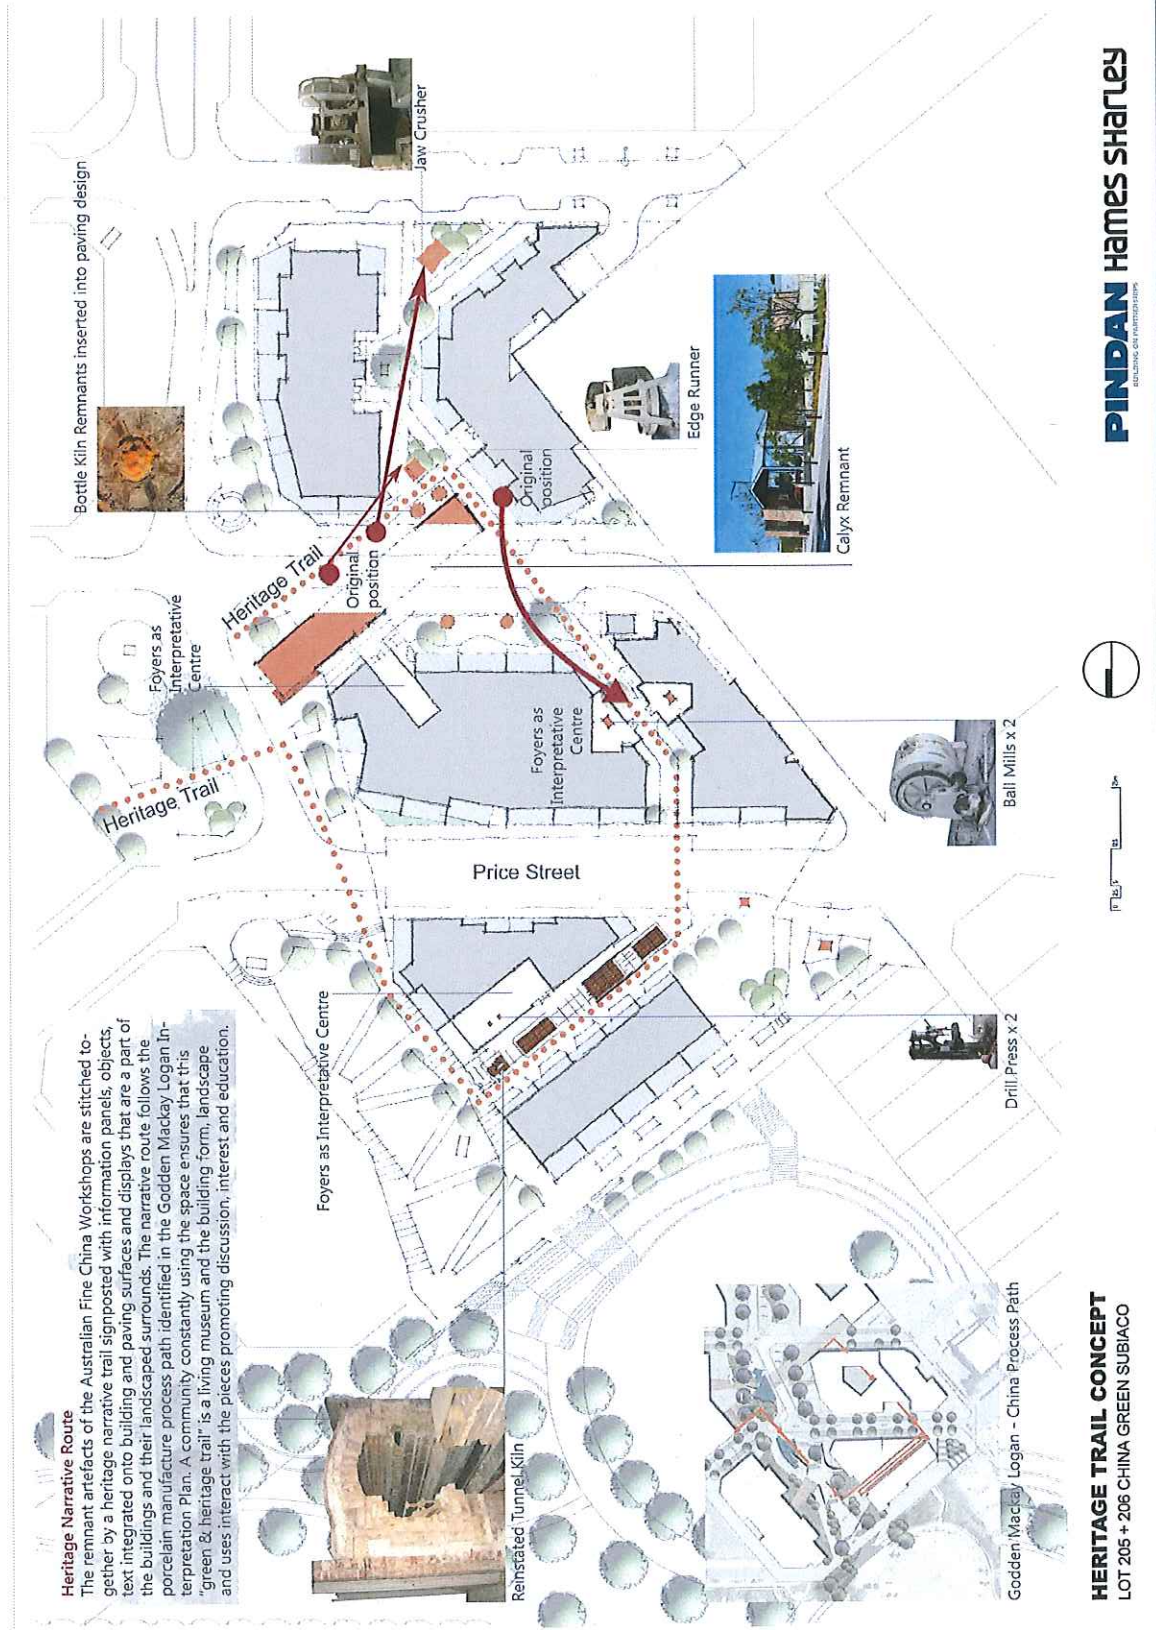 Heritage Narrative Route
The remnant artefacts of the Australian Fine China Workshops are stitched to-
gether by a heritage narrative trail signposted with information panels, objects,
text integrated onto building and paving surfaces and displays that are a part of
the buildings and their landscaped surrounds. The narrative route follows the
porcelain manufacture process path identified in the Godden Mackay Logan In-
terpretation Plan. A community constantly using the space ensures that this
"green & heritage trail" is a living museum and the building form, landscape
and uses interact with the pieces promoting discussion, interest and education.
Foyers as Interpretative Centre
Heritage Trail
Foyers as
Interpretative
Centre
Heritage Trail
Bottle Kiln Remnants inserted into paving design
Jaw Crusher
Original
position
Original
position
Edge Runner
Calyx Remnant
Foyers as
Interpretative
Centre
Price Street
Reinstated Tunnel Kiln
Drill Press x 2
Ball Mills x 2
Godden Mackay Logan - China Process Path
HERITAGE TRAIL CONCEPT
LOT 205 + 206 CHINA GREEN SUBIACO
PINDAN
BUILDING ON PARTNERSHIPS
HAMES SHARLEY